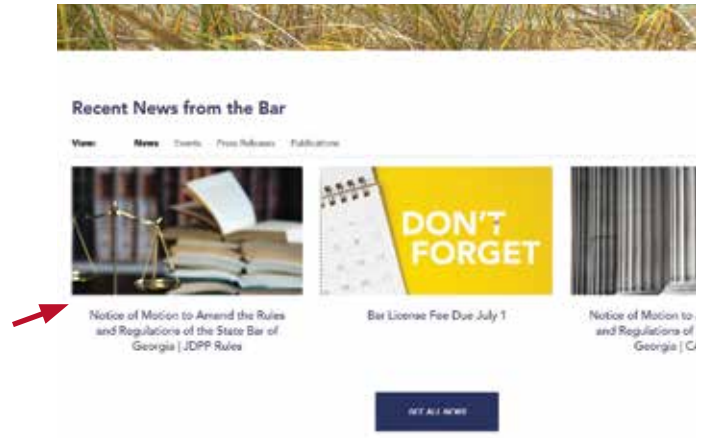 Recent News from the Bar
View: News Events Press Releases Publications
DON'T
FORGET
Notice of Motion to Amend the Rules
and Regulations of the State Bar of
Georgia | JDPP Rules
Bar License Fee Due July 1
Notice of Motion to
and Regulations of
Georgia | CA
SEE ALL NEWS